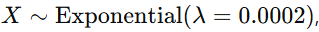 X ∼ Exponential(λ = 0.0002),